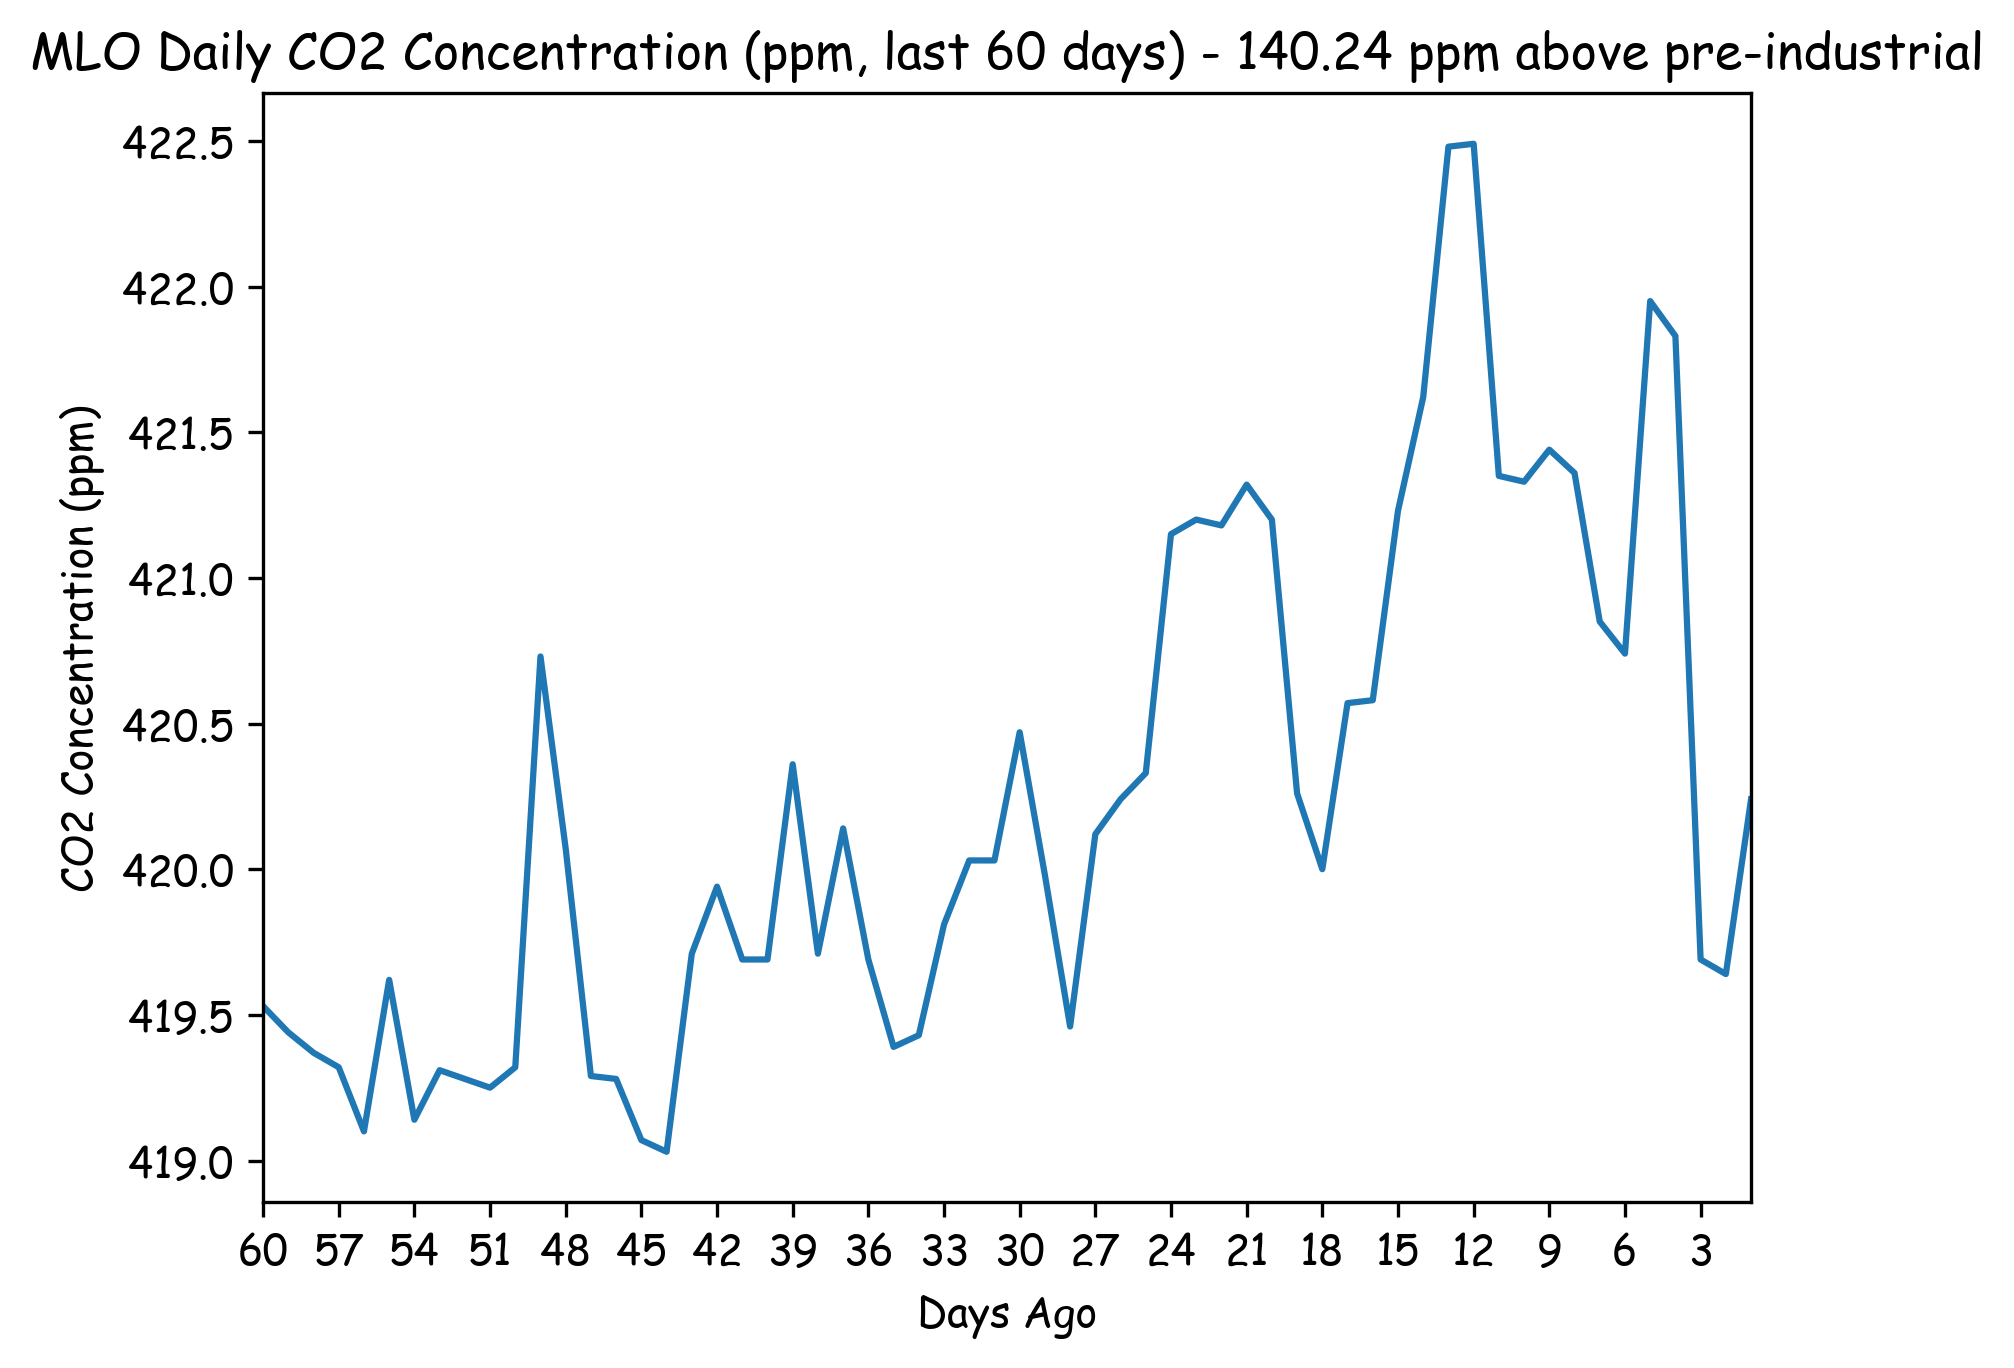 MLO Daily CO2 Concentration (ppm, last 60 days) - 140.24 ppm above pre-industrial
422.5
422.0
421.5
421.0
420.5
420.0
419.5
419.0
CO2 Concentration (ppm)
60 57 54 51 48 45 42 39 36 33 30 27 24 21 18 15 12 9 6 3
Days Ago